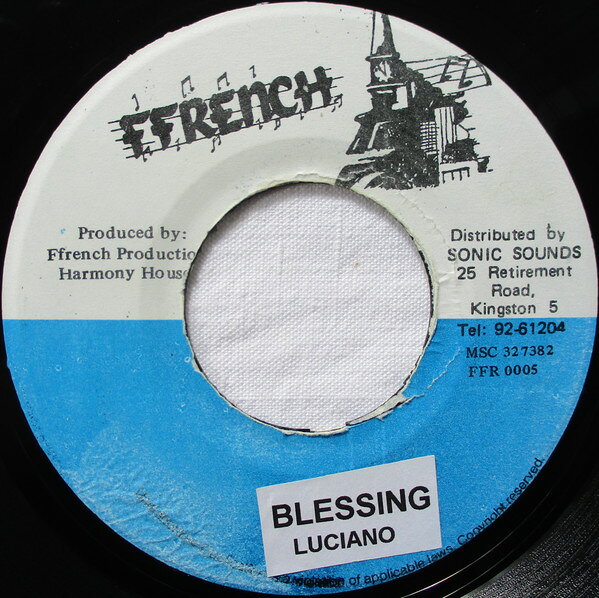 FFRENCH
Produced by:
Ffrench Productio
Harmony House
Distributed by
SONIC SOUNDS
25 Retirement
Road,
Kingston 5
Tel: 92-61204
MSC 327382
FFR 0005
BLESSING
LUCIANO
of applicable laws. Copyright reserved.